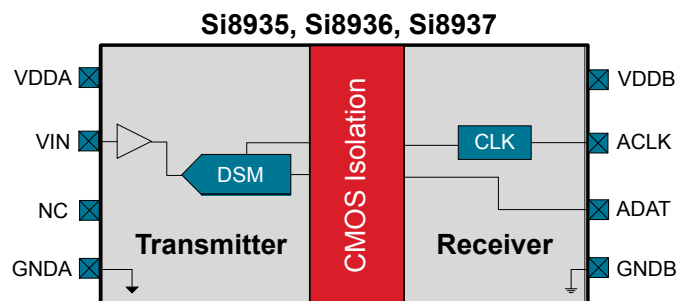 Si8935, Si8936, Si8937
VDDA
VDDB
VIN
CLK
ACLK
DSM
CMOS Isolation
NC
ADAT
Transmitter
Receiver
GNDA
GNDB